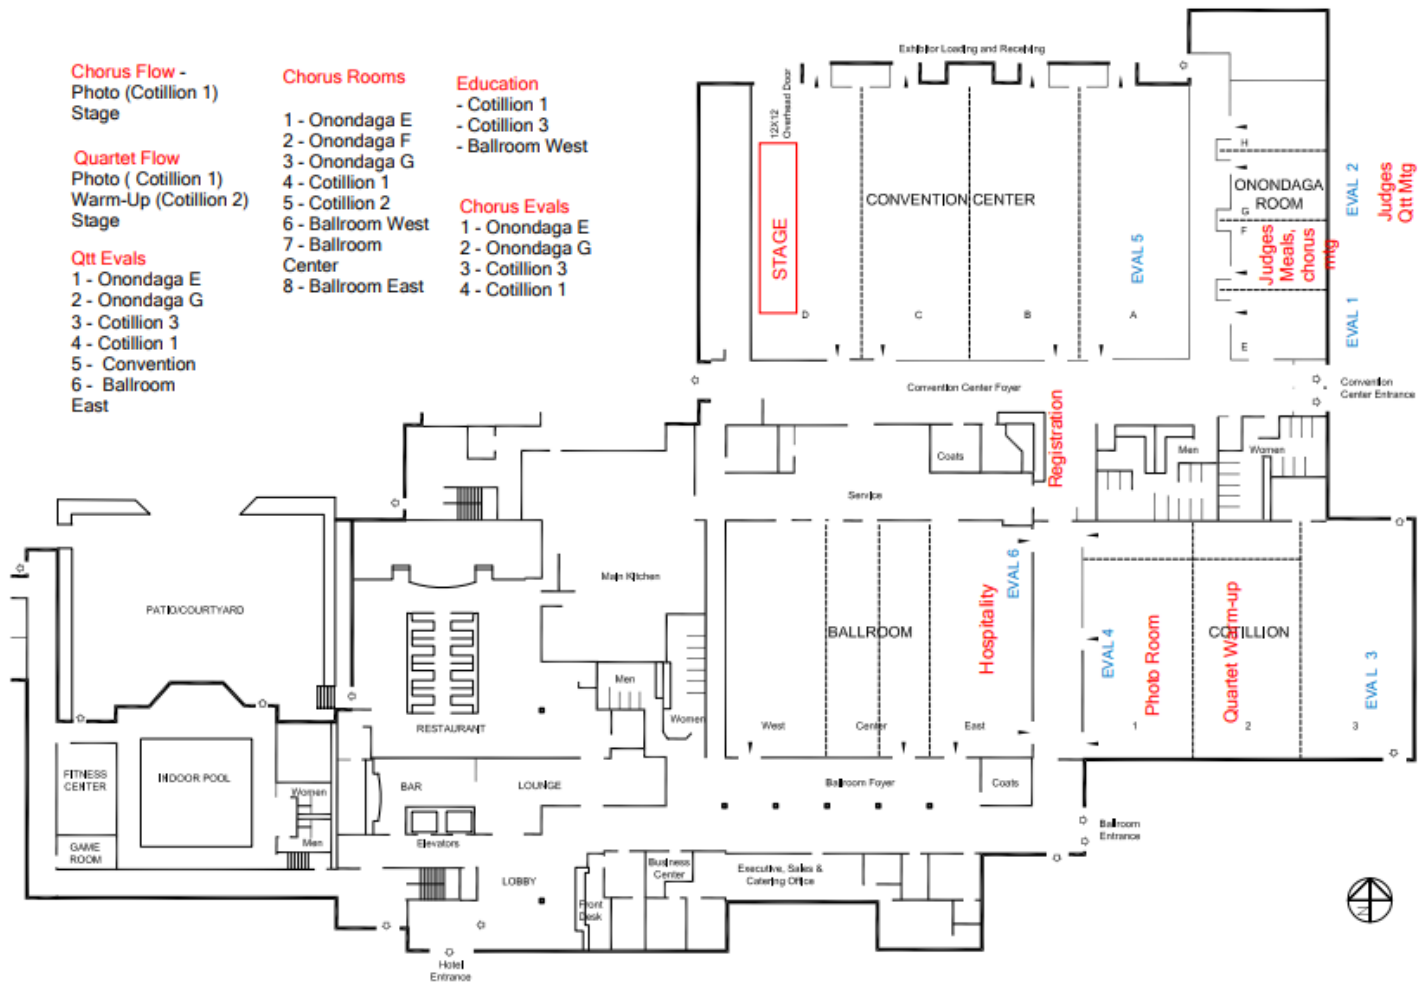 Chorus Flow -
Photo (Cotillion 1)
Stage
Quartet Flow
Photo ( Cotillion 1)
Warm-Up (Cotillion 2)
Stage
Qtt Evals
1 - Onondaga E
2 - Onondaga G
3 - Cotillion 3
4 - Cotillion 1
5 - Convention
6 - Ballroom
East
Chorus Rooms
1 - Onondaga E
2 - Onondaga F
3 - Onondaga G
4 - Cotillion 1
5 - Cotillion 2
6 - Ballroom West
7 - Ballroom
Center
8 - Ballroom East
Education
- Cotillion 1
- Cotillion 3
- Ballroom West
Chorus Evals
1 - Onondaga E
2 - Onondaga G
3 - Cotillion 3
4 - Cotillion 1
Exhibitor Loading and Receiving
12X12
Overhead Door
STAGE
CONVENTION CENTER
D
C
B
A
EVAL 5
H
ONONDAGA
ROOM
G
F
Judges
Meals,
chorus
mtg
E
EVAL 2
Judges
Qtt Mtg
EVAL 1
Convention Center Foyer
Convention
Center Entrance
Registration
Coats
Men
Women
Service
Main Kitchen
PATIO/COURTYARD
BALLROOM
West
Center
East
Hospitality
EVAL 6
COTILLION
EVAL 4
Photo Room
Quartet Warm-up
EVAL 3
1
2
3
Men
Women
RESTAURANT
FITNESS
CENTER
INDOOR POOL
Women
Men
GAME
ROOM
BAR
LOUNGE
Elevators
Ballroom Foyer
Coats
Ballroom
Entrance
LOBBY
Front
Desk
Business
Center
Executive, Sales &
Catering Office
Hotel
Entrance
N